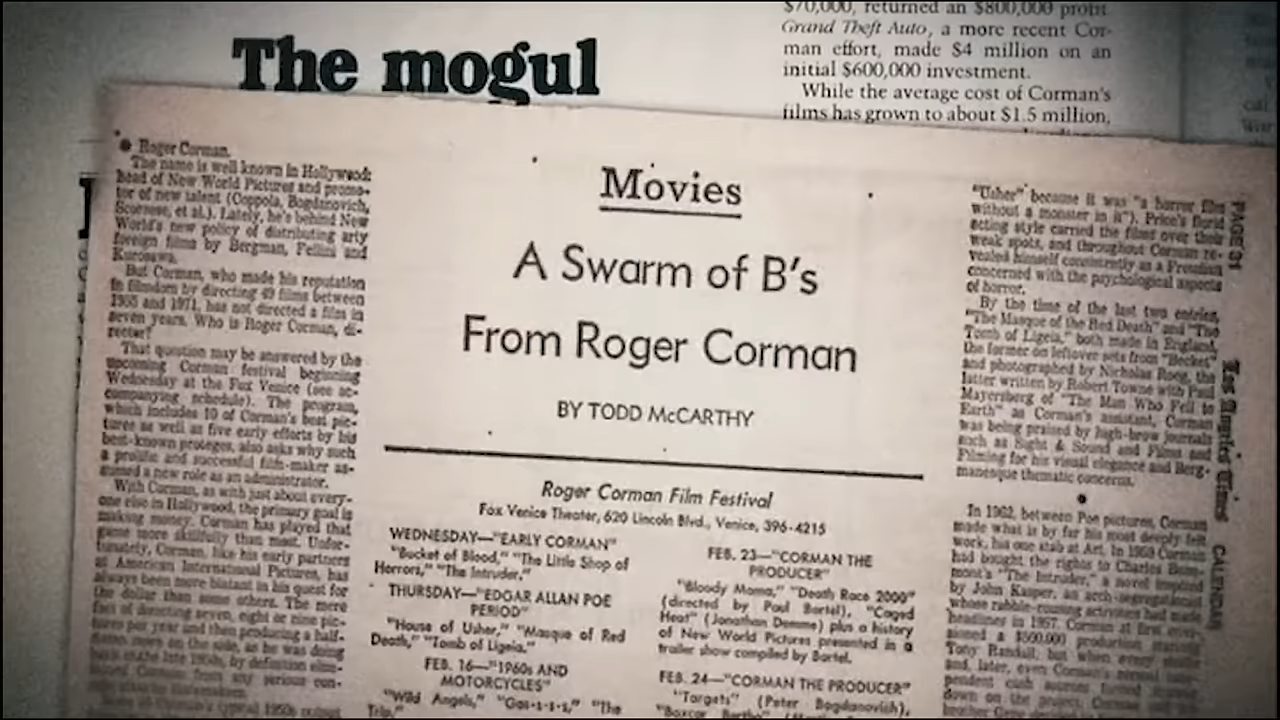 $70,000, returned an $800,000 profit.
Grand Theft Auto, a more recent Cor-
man effort, made $4 million on an
initial $600,000 investment.
While the average cost of Corman's
films has grown to about $1.5 million,
The mogul
Roger Corman.
The name is well known in Hollywood:
head of New World Pictures and promo-
tor of new talent (Coppola, Bogdanovich,
Scorsese, et al.). Lately, he's behind New
World's new policy of distributing arty
foreign films by Bergman, Fellini and
Kurosawa.
But Corman, who made his reputation
in filmdom by directing 49 films between
1955 and 1971, has not directed a film in
seven years. Who is Roger Corman, di-
rector?
That question may be answered by the
upcoming Corman festival beginning
Wednesday at the Fox Venice (see ac-
companying schedule). The program,
which includes 10 of Corman's best pic-
tures as well as five early efforts by his
best-known proteges, also asks why such
a prolific and successful film-maker as-
sumed a new role as an administrator.
With Corman, as with just about every-
one else in Hollywood, the primary goal is
making money. Corman has played that
game more skillfully than most. Unfor-
tunately, Corman, like his early partners
at American International Pictures, has
always been more blatant in his quest for
the dollar than some others. The mere
fact of directing seven, eight or nine pic-
tures per year and then producing a half-
dozen more on the side, as he was doing
Movies
A Swarm of B's
From Roger Corman
BY TODD McCARTHY
Roger Corman Film Festival
Fox Venice Theater, 620 Lincoln Blvd., Venice, 396-4215
WEDNESDAY—"EARLY CORMAN"
"Bucket of Blood," "The Little Shop of
Horrors," "The Intruder."
THURSDAY—"EDGAR ALLAN POE
PERIOD"
"House of Usher," "Masque of Red
Death," "Tomb of Ligeia."
FEB. 16—"1960s AND
MOTORCYCLES"
"Wild Angels," "Gas-s-s-s," "The
Trip."
FEB. 23—"CORMAN THE
PRODUCER"
"Bloody Mama," "Death Race 2000"
(directed by Paul Bartel), "Caged
Heat" (Jonathan Demme) plus a history
of New World Pictures presented in a
trailer show compiled by Bartel.
FEB. 24—"CORMAN THE PRODUCER"
"Targets" (Peter Bogdanovich),
"Boxcar Bertha"
"Usher" because it was "a horror film
without a monster in it"). Price's florid
acting style carried the films over their
weak spots, and throughout Corman re-
vealed himself consistently as a Freudian
concerned with the psychological aspects
of horror.
By the time of the last two entries,
"The Masque of the Red Death" and "The
Tomb of Ligeia," both made in England,
the former on leftover sets from "Becket"
and photographed by Nicholas Roeg, the
latter written by Robert Towne with Paul
Mayersberg of "The Man Who Fell to
Earth" as Corman's assistant, Corman
was being praised by high-brow journals
such as Sight & Sound and Films and
Filming for his visual elegance and Berg-
manesque thematic concerns.
In 1962, between Poe pictures, Corman
made what is by far his most deeply felt
work, his one stab at Art. In 1960 Corman
had bought the rights to Charles Beau-
mont's "The Intruder," a novel inspired
by John Kasper, an arch-segregationist
whose rabble-rousing activities had made
headlines in 1957. Corman at first
a $500,000 production starring
Tony Randall, but when every
and, later, even Corman's normal
down on the project, Corman
PAGE 31
Los Angeles Times
CALENDAR